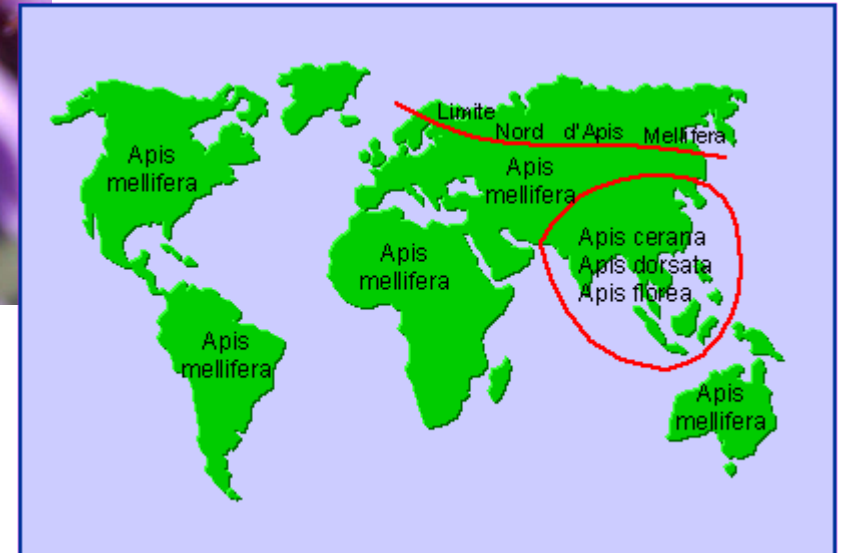 Limite
Nord d'Apis Mellifera
Apis
mellifera
Apis
mellifera
Apis
mellifera
Apis cerana
Apis dorsata
Apis florea
Apis
mellifera
Apis
mellifera